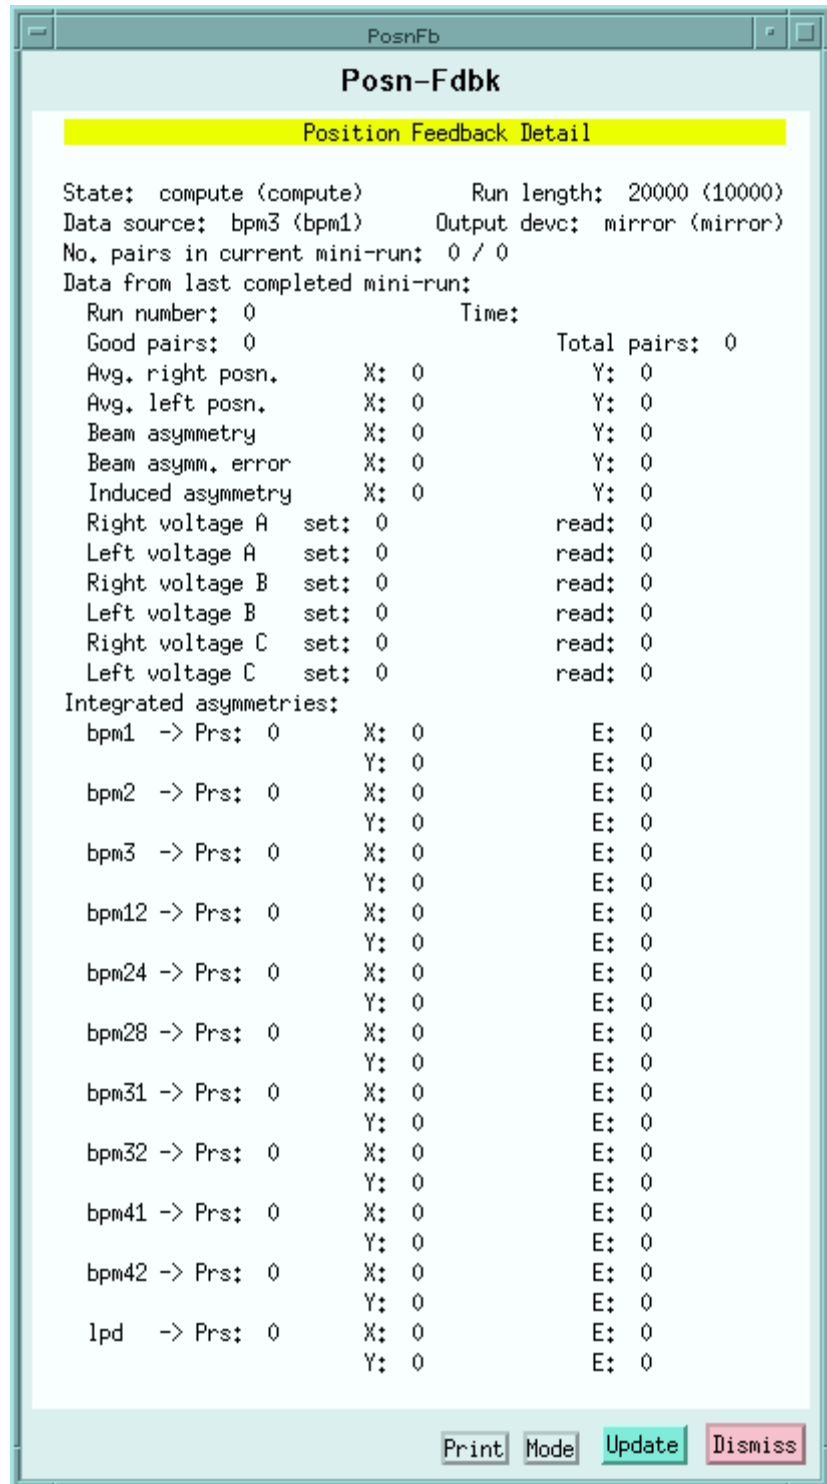 PosnFb
Posn-Fdbk
Position Feedback Detail
State: compute (compute) Run length: 20000 (10000)
Data source: bpm3 (bpm1) Output devc: mirror (mirror)
No. pairs in current mini-run: 0 / 0
Data from last completed mini-run:
Run number: 0 Time:
Good pairs: 0 Total pairs: 0
Avg. right posn. X: 0 Y: 0
Avg. left posn. X: 0 Y: 0
Beam asymmetry X: 0 Y: 0
Beam asymm. error X: 0 Y: 0
Induced asymmetry X: 0 Y: 0
Right voltage A set: 0 read: 0
Left voltage A set: 0 read: 0
Right voltage B set: 0 read: 0
Left voltage B set: 0 read: 0
Right voltage C set: 0 read: 0
Left voltage C set: 0 read: 0
Integrated asymmetries:
bpm1 -> Prs: 0 X: 0 E: 0
Y: 0 E: 0
bpm2 -> Prs: 0 X: 0 E: 0
Y: 0 E: 0
bpm3 -> Prs: 0 X: 0 E: 0
Y: 0 E: 0
bpm12 -> Prs: 0 X: 0 E: 0
Y: 0 E: 0
bpm24 -> Prs: 0 X: 0 E: 0
Y: 0 E: 0
bpm28 -> Prs: 0 X: 0 E: 0
Y: 0 E: 0
bpm31 -> Prs: 0 X: 0 E: 0
Y: 0 E: 0
bpm32 -> Prs: 0 X: 0 E: 0
Y: 0 E: 0
bpm41 -> Prs: 0 X: 0 E: 0
Y: 0 E: 0
bpm42 -> Prs: 0 X: 0 E: 0
Y: 0 E: 0
lpd -> Prs: 0 X: 0 E: 0
Y: 0 E: 0
Print Mode Update Dismiss